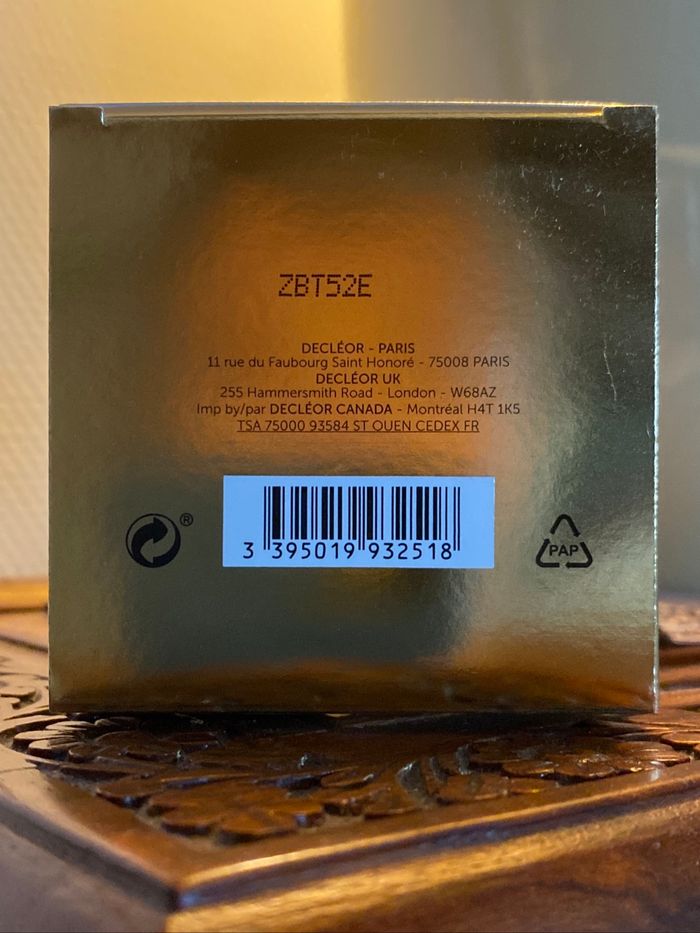 ZBT52E
DECLÉOR - PARIS
11 rue du Faubourg Saint Honoré - 75008 PARIS
DECLÉOR UK
255 Hammersmith Road - London - W68AZ
Imp by/par DECLÉOR CANADA - Montréal H4T 1K5
TSA 75000 93584 ST OUEN CEDEX FR
®
3 395019 932518
PAP